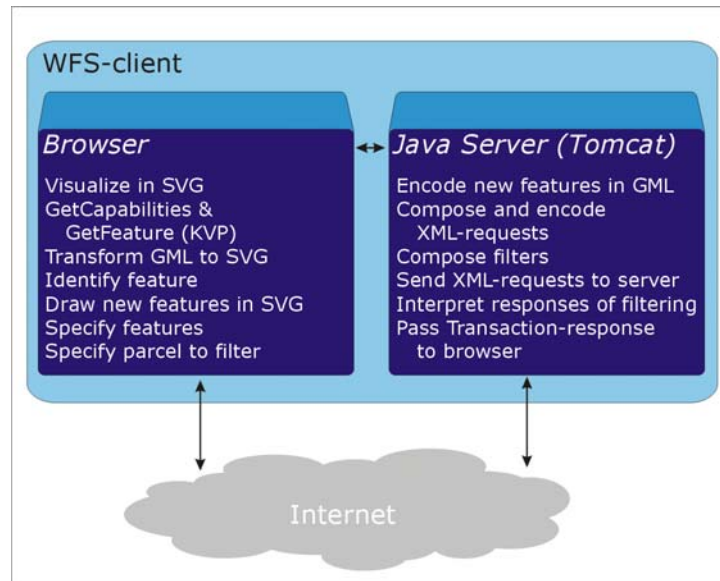 WFS-client
Browser
Visualize in SVG
GetCapabilities &
GetFeature (KVP)
Transform GML to SVG
Identify feature
Draw new features in SVG
Specify features
Specify parcel to filter
Java Server (Tomcat)
Encode new features in GML
Compose and encode
XML-requests
Compose filters
Send XML-requests to server
Interpret responses of filtering
Pass Transaction-response
to browser
Internet